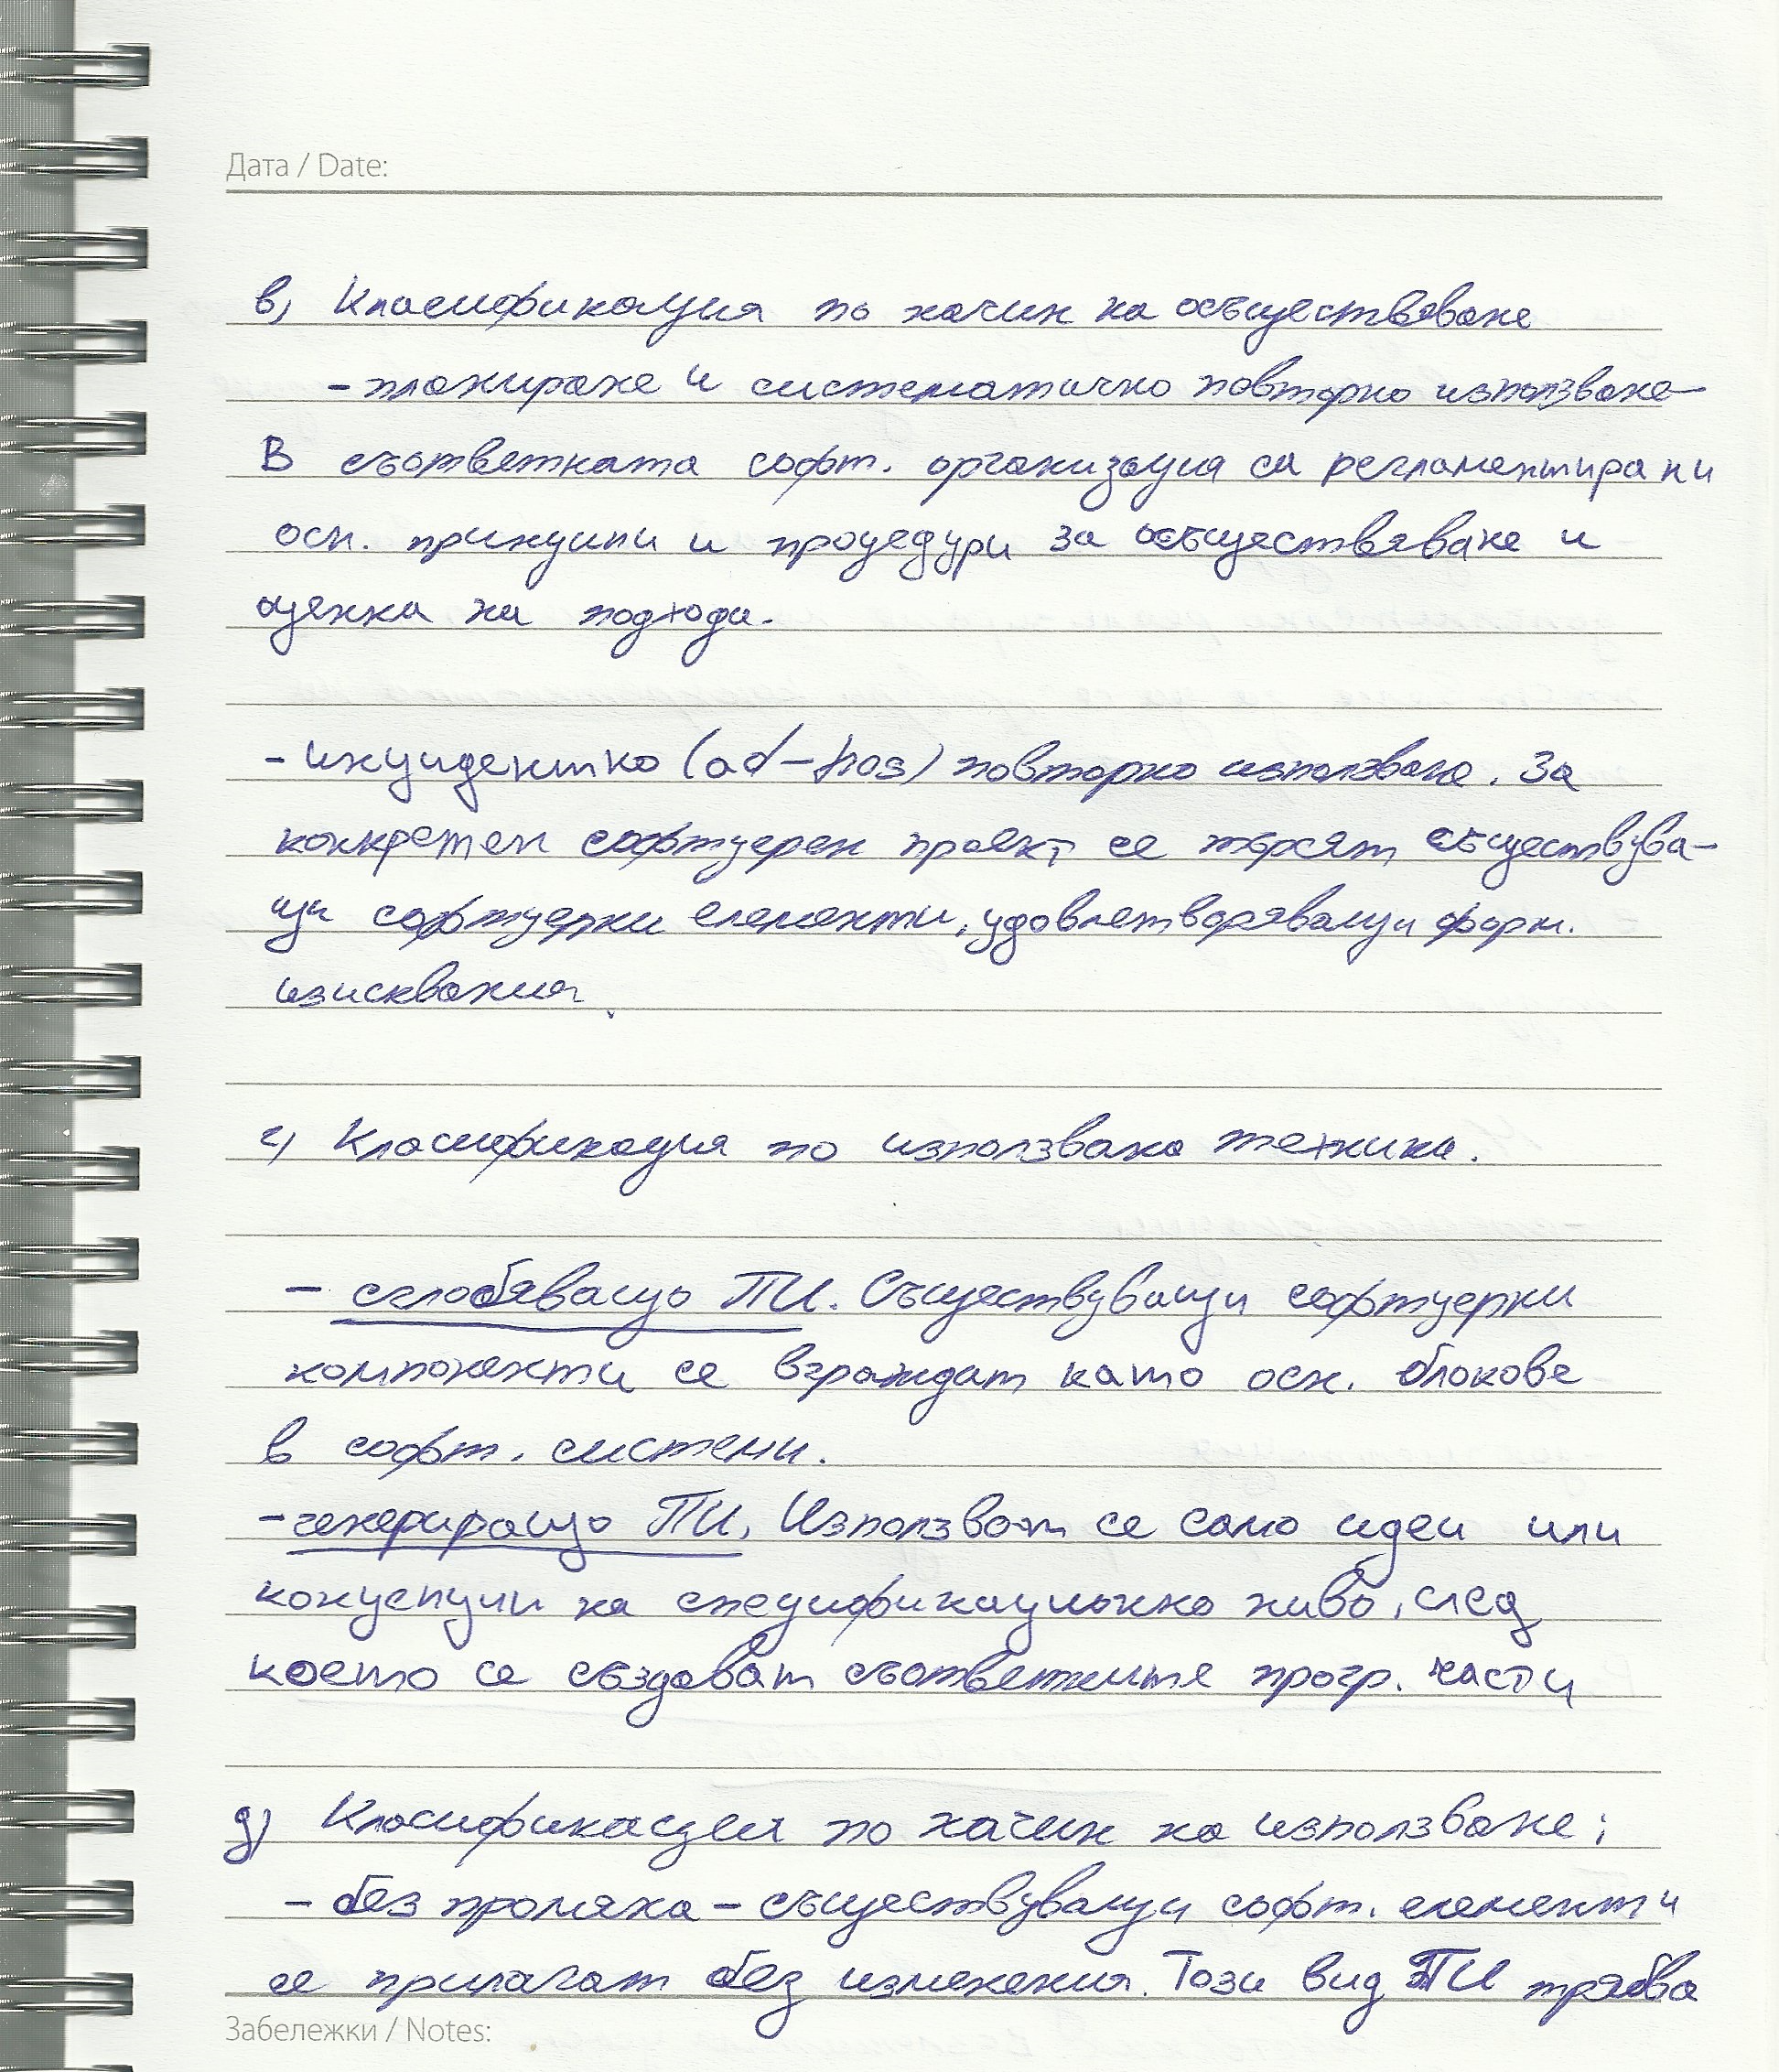 Дата / Date:
в) Класификация по начин на осъществяване
- планиране и систематично повторно използване
В съответната софт. организация са регламентирани
осн. принципи и процедури за осъществяване и
оценка на подхода.
- инцидентно (ad-hos) повторно използване. За
конкретен софтуерен проект се търсят съществува-
щи софтуерни елементи, удовлетворяващи форм.
изисквания.
г) Класификация по използвана техника.
- сглобяващо ПИ. Съществуващи софтуерни
компоненти се вграждат като осн. блокове
в софт. системи.
- генериращо ПИ, Използват се само идеи или
концепции на спецификационно ниво, след
което се създават съответните прогр. части
д) Класификация по начин на използване:
- без промяна - съществуващи софт. елементи
се прилагат без изменения. Този вид ПИ трябва
Забележки / Notes: